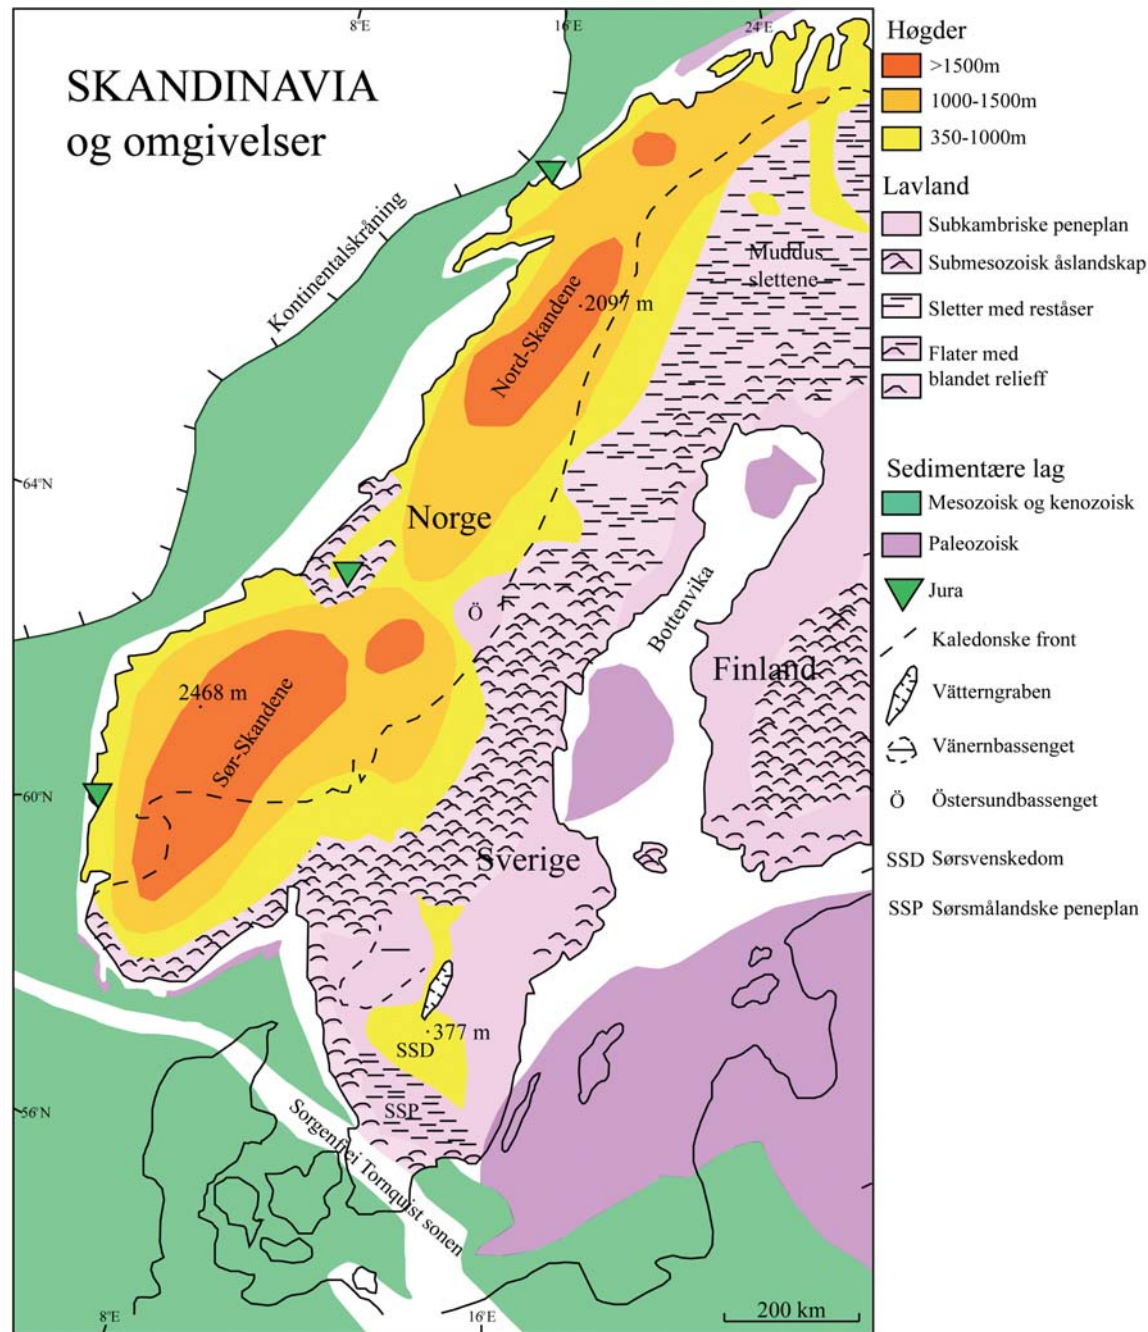 8°E
16°E
24°E
SKANDINAVIA
og omgivelser
Kontinentalskråning
Muddus
slettene
2097 m
Nord-Skandene
64°N
Norge
Bottenvika
Ö
Finland
2468 m
Sør-Skandene
60°N
Sverige
377 m
SSD
SSP
56°N
Sorgenfrei Tornquist sonen
8°E
16°E
200 km
Høgder
>1500m
1000-1500m
350-1000m
Lavland
Subkambriske peneplan
Submesozoisk åslandskap
Sletter med reståser
Flater med
blandet relieff
Sedimentære lag
Mesozoisk og kenozoisk
Paleozoisk
Jura
Kaledonske front
Vätterngraben
Vänernbassenget
Ö Östersundbassenget
SSD Sørsvenskedom
SSP Sørsmålandske peneplan